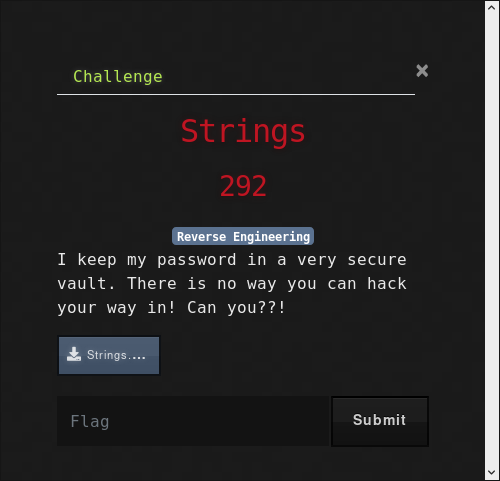 Challenge
×
Strings
292
Reverse Engineering
I keep my password in a very secure
vault. There is no way you can hack
your way in! Can you??!
Strings....
Flag
Submit